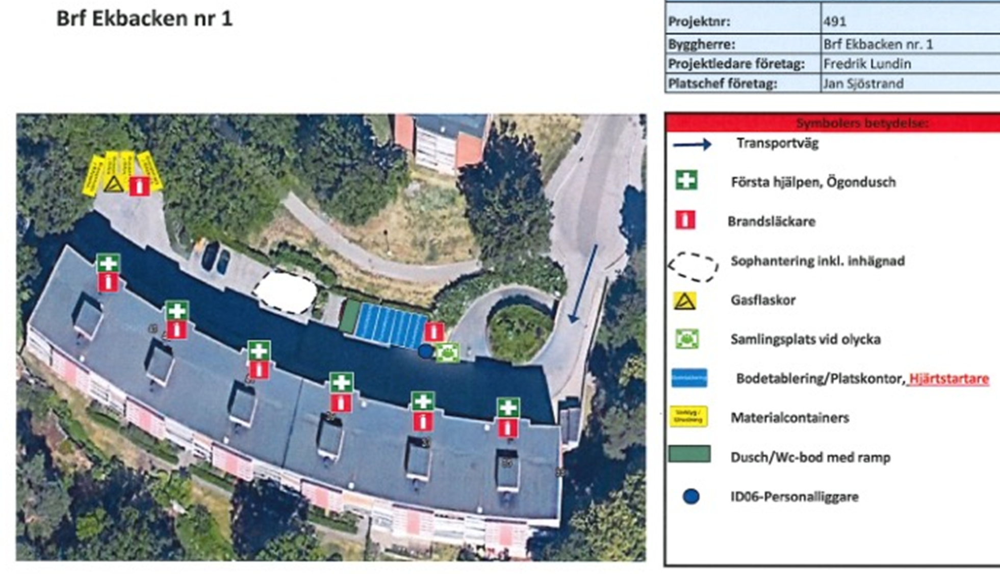 Brf Ekbacken nr 1
Projektnr: 491
Byggherre: Brf Ekbacken nr. 1
Projektledare företag: Fredrik Lundin
Platschef företag: Jan Sjöstrand
Symbolers betydelse:
Transportväg
Första hjälpen, Ögondusch
Brandsläckare
Sophantering inkl. inhägnad
Gasflaskor
Samlingsplats vid olycka
Bodetablering/Platskontor, Hjärtstartare
Materialcontainers
Dusch/Wc-bod med ramp
ID06-Personalliggare